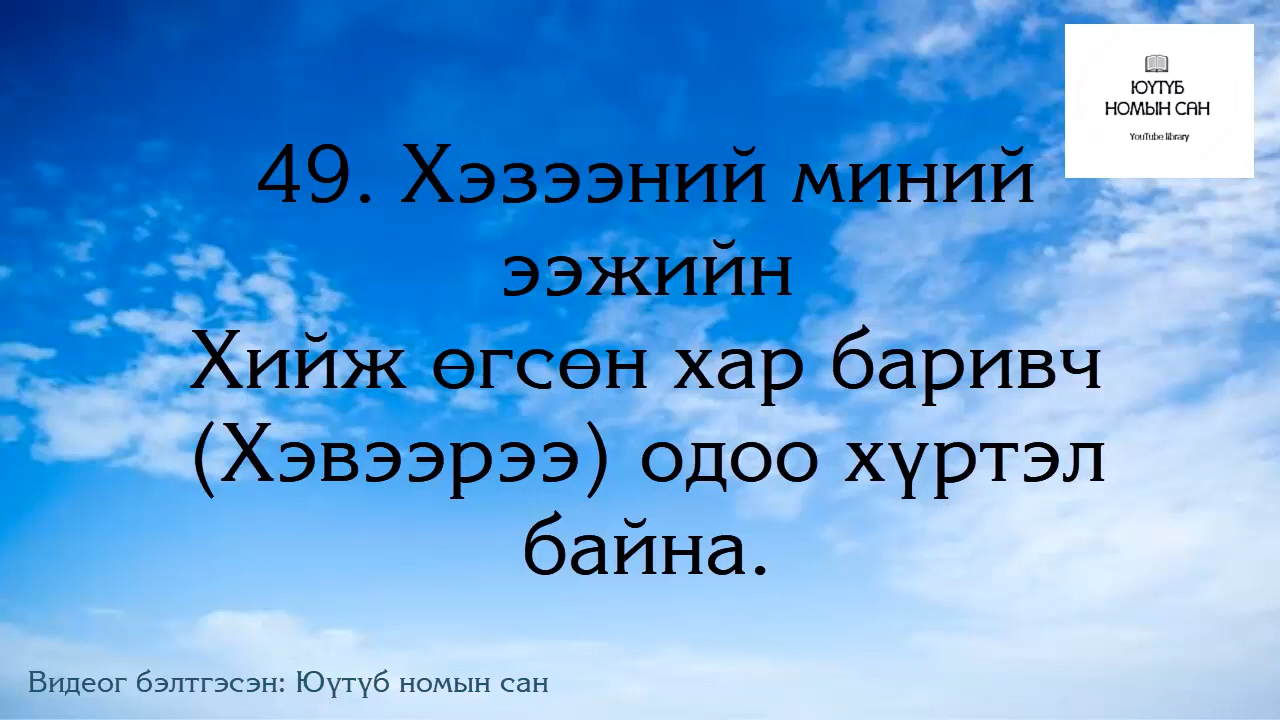 ЮҮТҮБ
НОМЫН САН
YouTube library
49. Хэзээний миний
ээжийн
Хийж өгсөн хар баривч
(Хэвээрээ) одоо хүртэл
байна.
Видеог бэлтгэсэн: Юүтүб номын сан